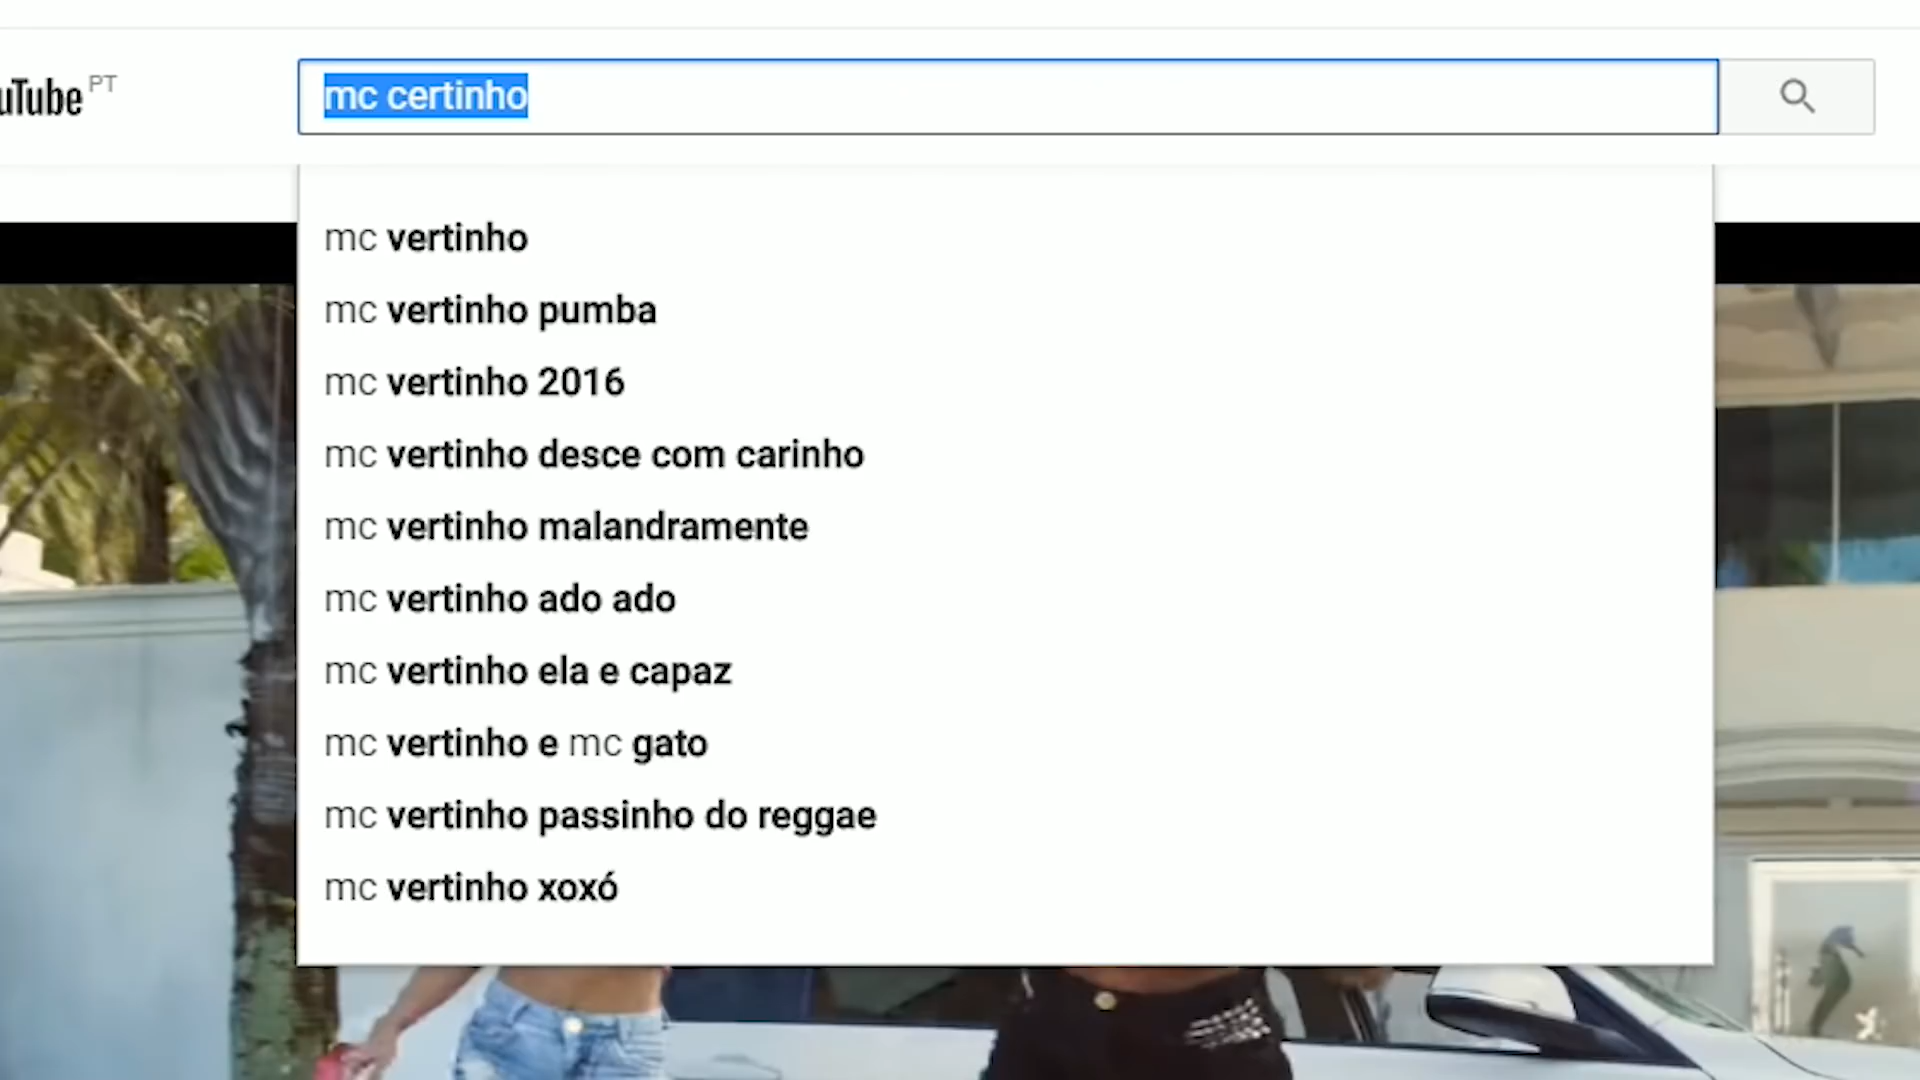 uTube PT
mc certinho
mc vertinho
mc vertinho pumba
mc vertinho 2016
mc vertinho desce com carinho
mc vertinho malandramente
mc vertinho ado ado
mc vertinho ela e capaz
mc vertinho e mc gato
mc vertinho passinho do reggae
mc vertinho xoxó